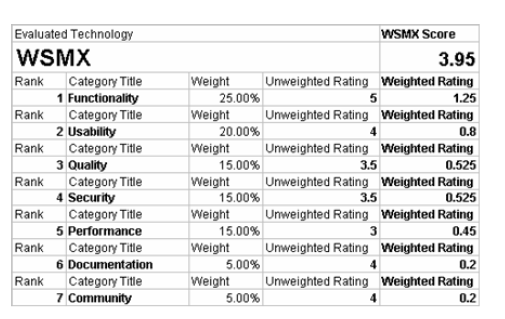 Evaluated Technology WSMX Score
WSMX 3.95
Rank Category Title Weight Unweighted Rating Weighted Rating
1 Functionality 25.00% 5 1.25
Rank Category Title Weight Unweighted Rating Weighted Rating
2 Usability 20.00% 4 0.8
Rank Category Title Weight Unweighted Rating Weighted Rating
3 Quality 15.00% 3.5 0.525
Rank Category Title Weight Unweighted Rating Weighted Rating
4 Security 15.00% 3.5 0.525
Rank Category Title Weight Unweighted Rating Weighted Rating
5 Performance 15.00% 3 0.45
Rank Category Title Weight Unweighted Rating Weighted Rating
6 Documentation 5.00% 4 0.2
Rank Category Title Weight Unweighted Rating Weighted Rating
7 Community 5.00% 4 0.2